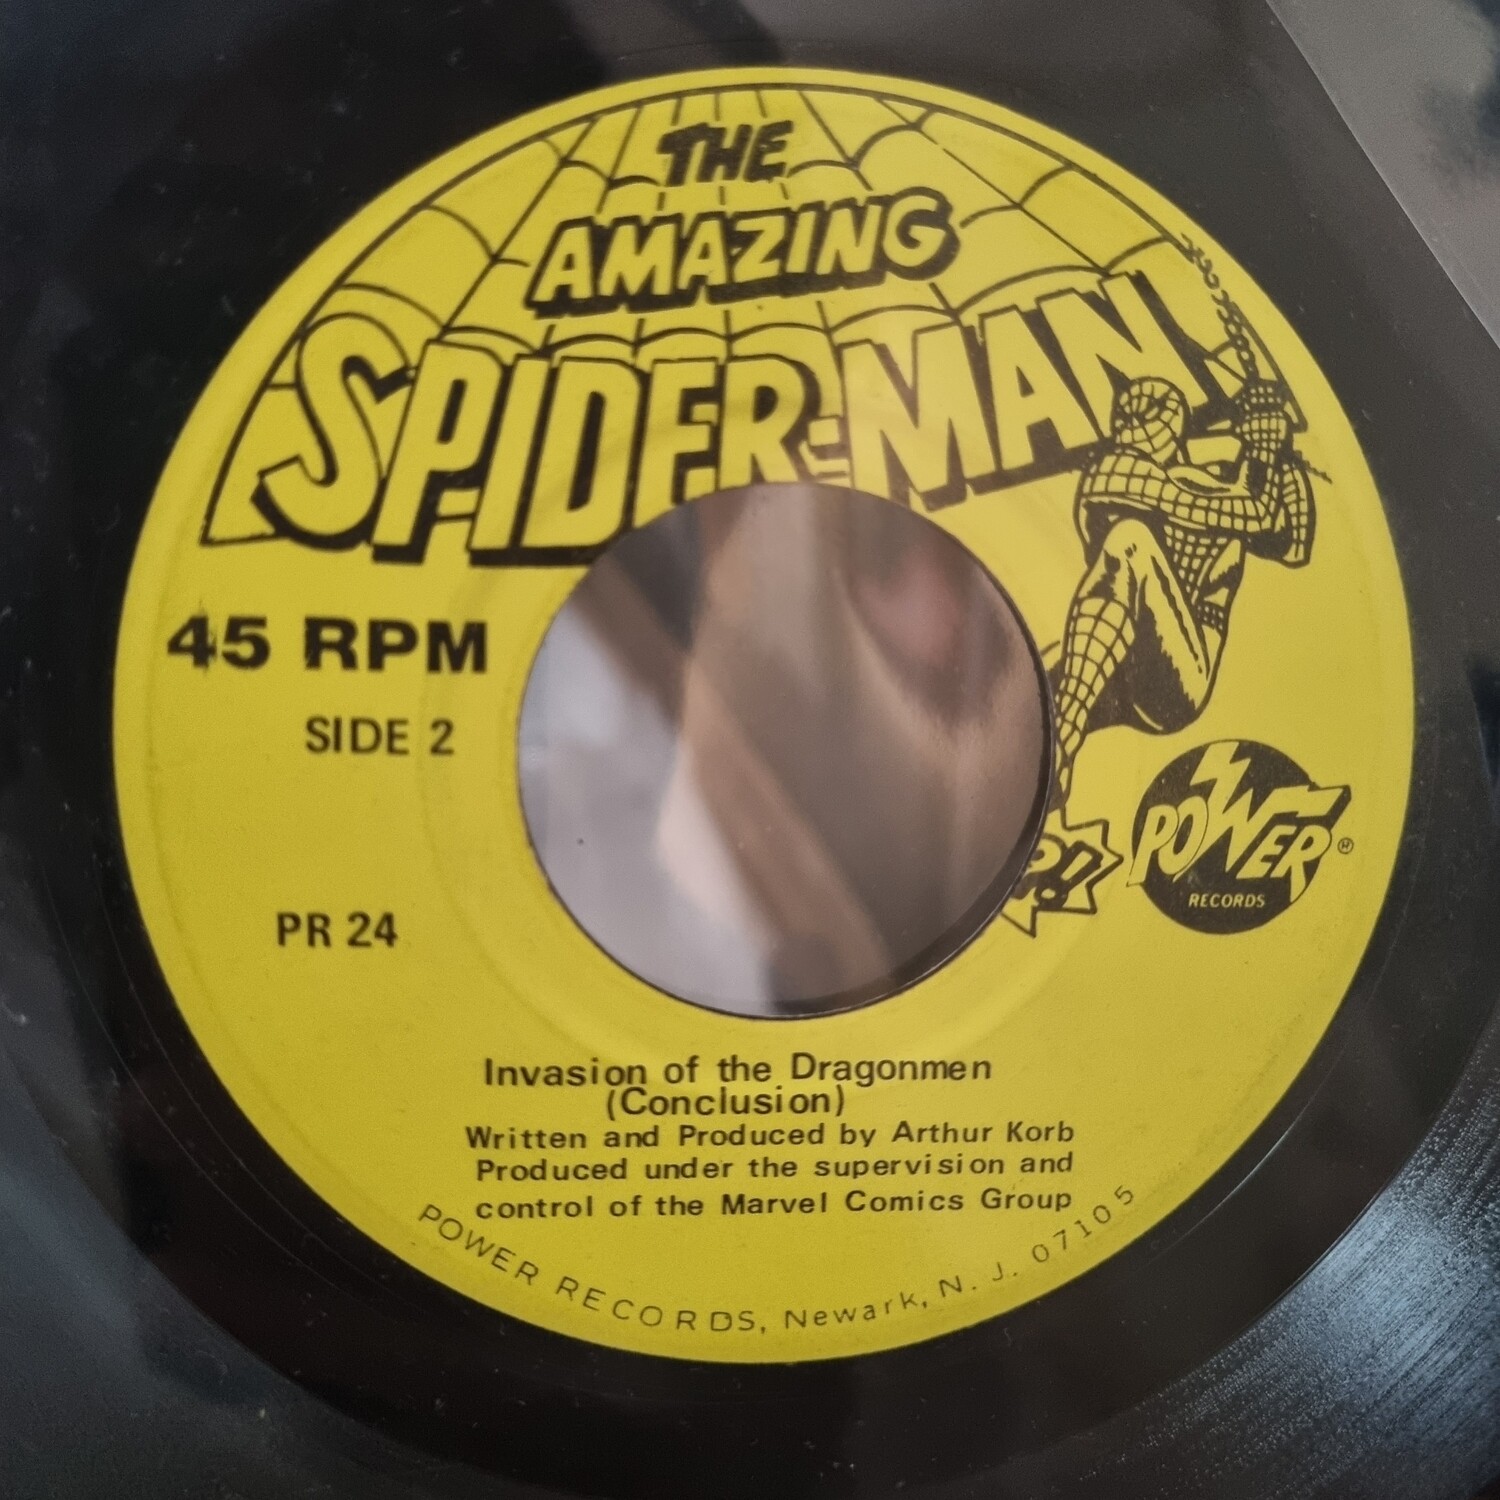 THE
AMAZING
SPIDER-MAN
45 RPM
SIDE 2
POWER®
RECORDS
PR 24
Invasion of the Dragonmen
(Conclusion)
Written and Produced by Arthur Korb
Produced under the supervision and
control of the Marvel Comics Group
POWER RECORDS, Newark, N. J. 07105